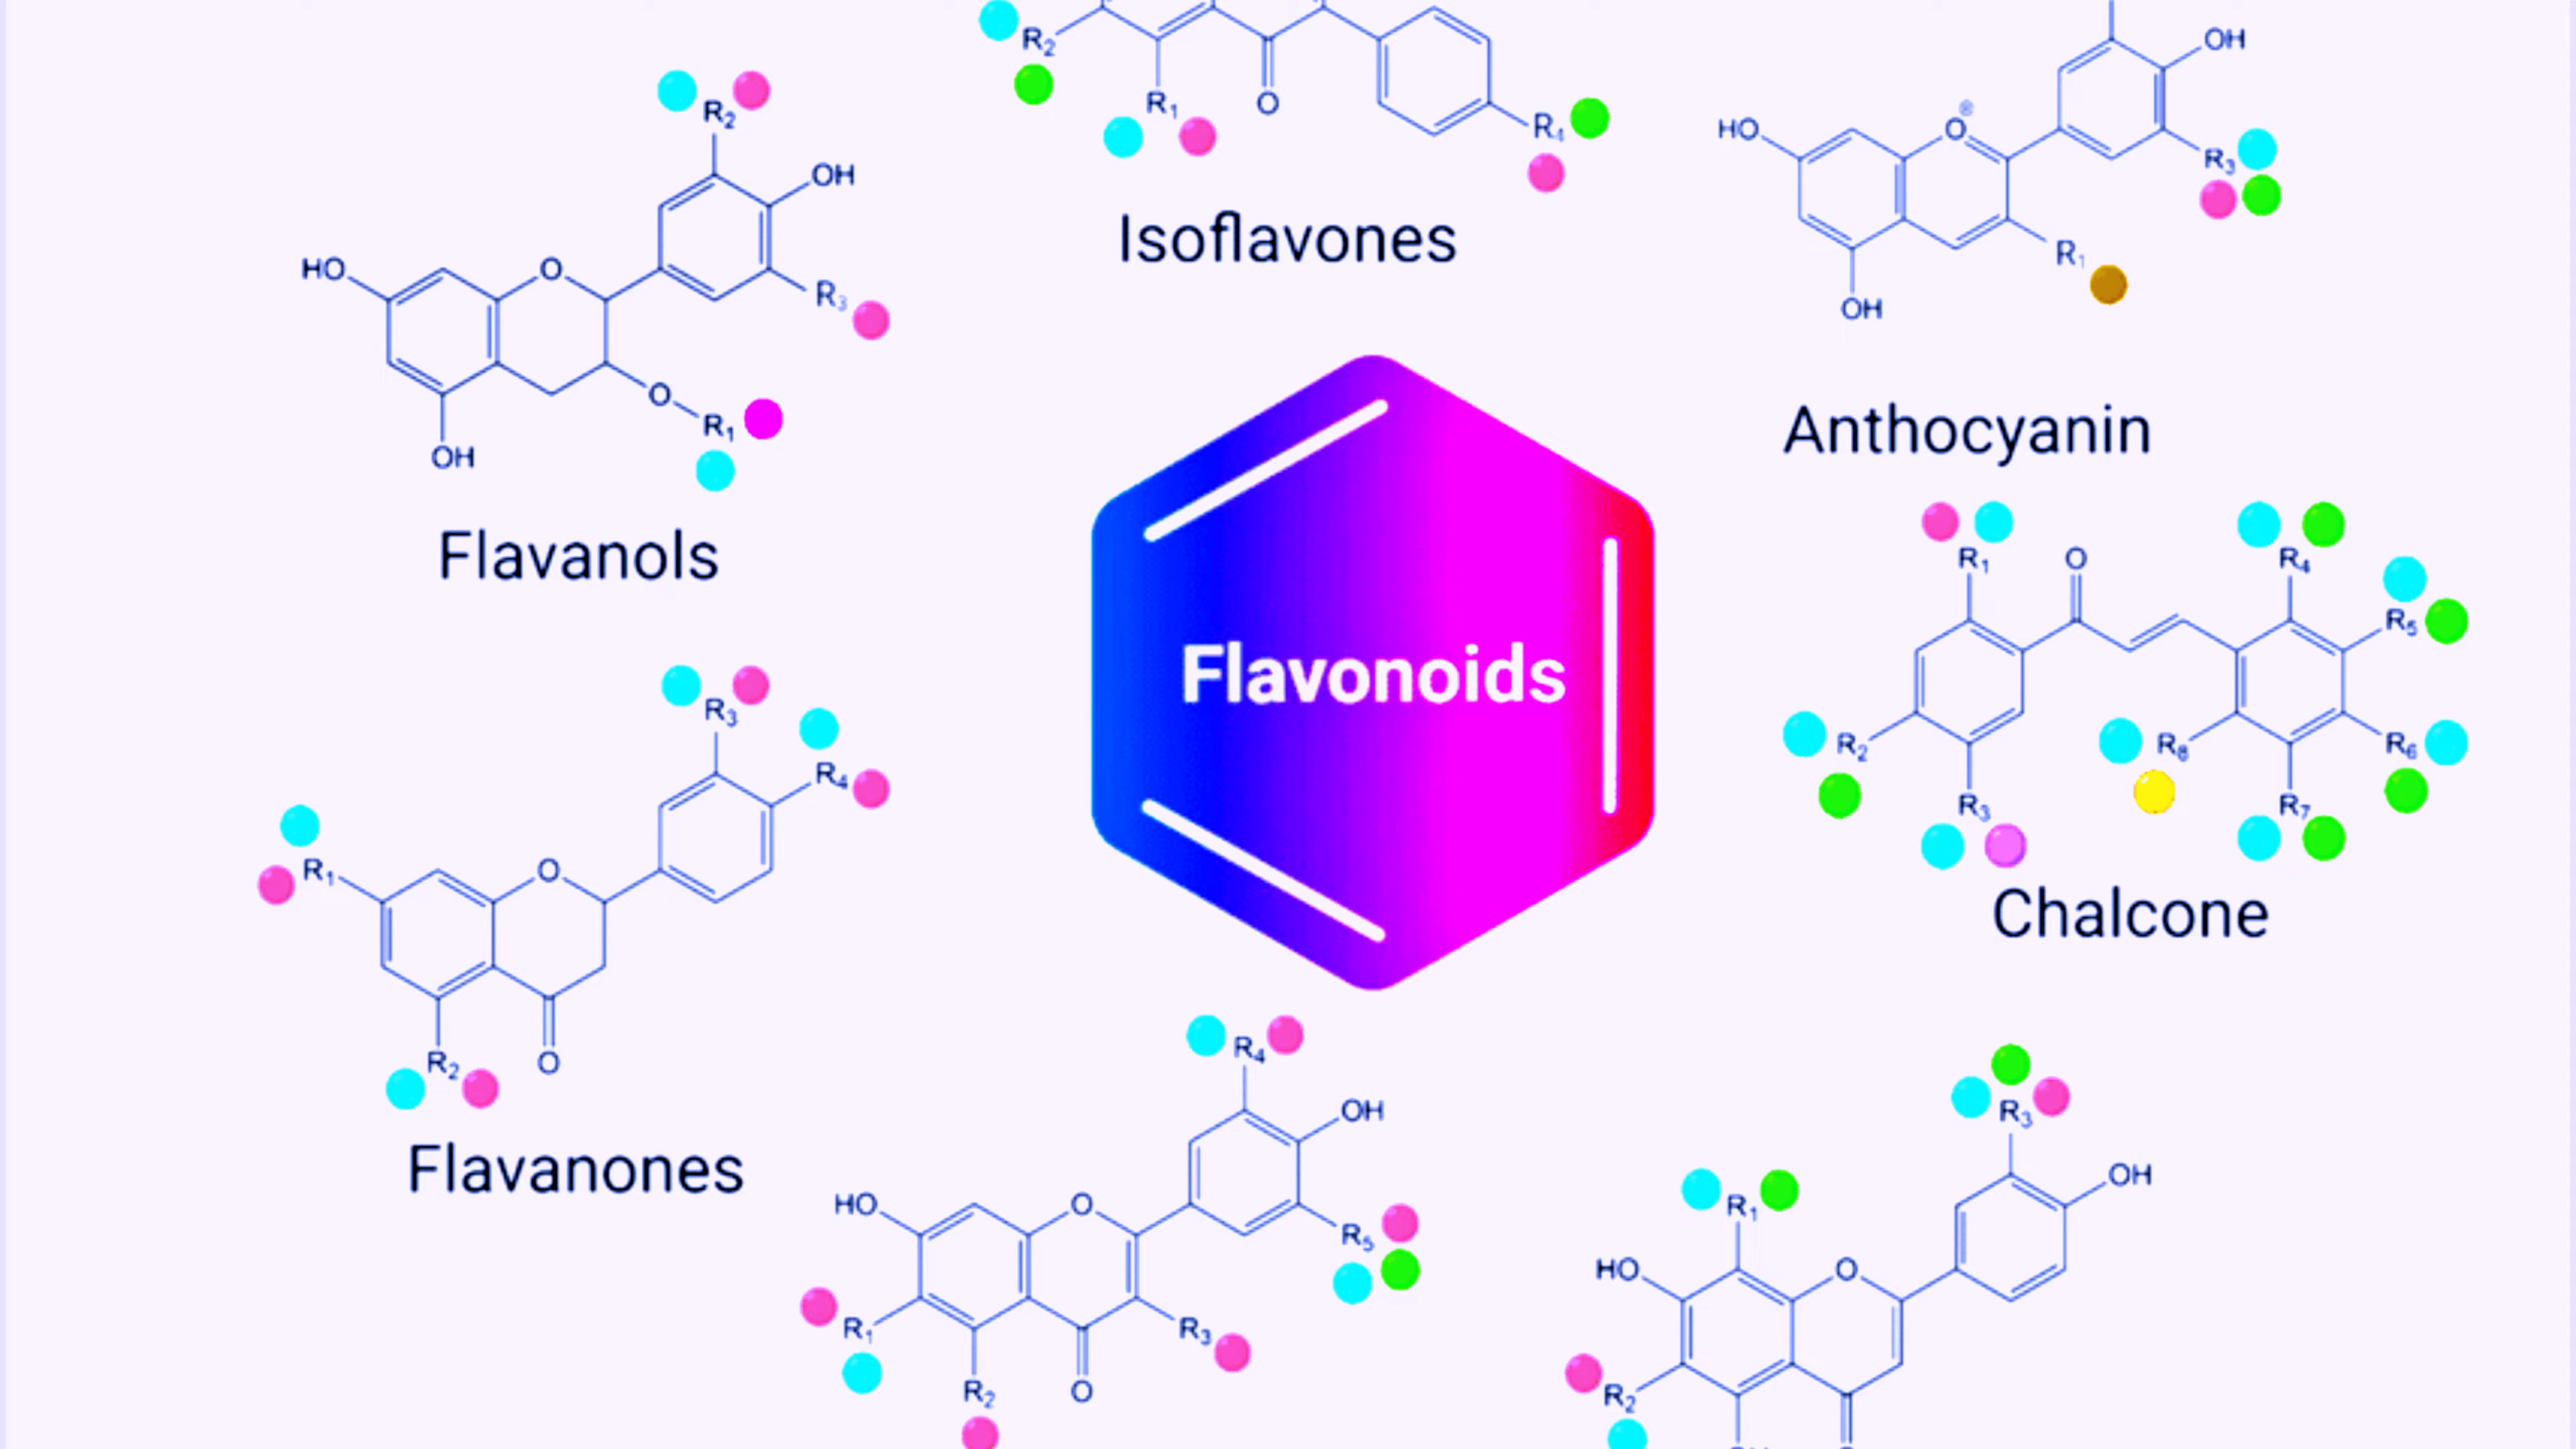 R2
R1
O
R4
Isoflavones
R2
OH
HO
O
R3
O
R1
OH
Flavanols
OH
HO
O
⊕
R3
R1
OH
Anthocyanin
Flavonoids
R1
O
R4
R5
R2
R8
R6
R3
R7
Chalcone
R3
R4
R1
O
R2
O
Flavanones
R4
OH
HO
O
R5
R1
R3
R2
O
R3
OH
R1
HO
O
R2